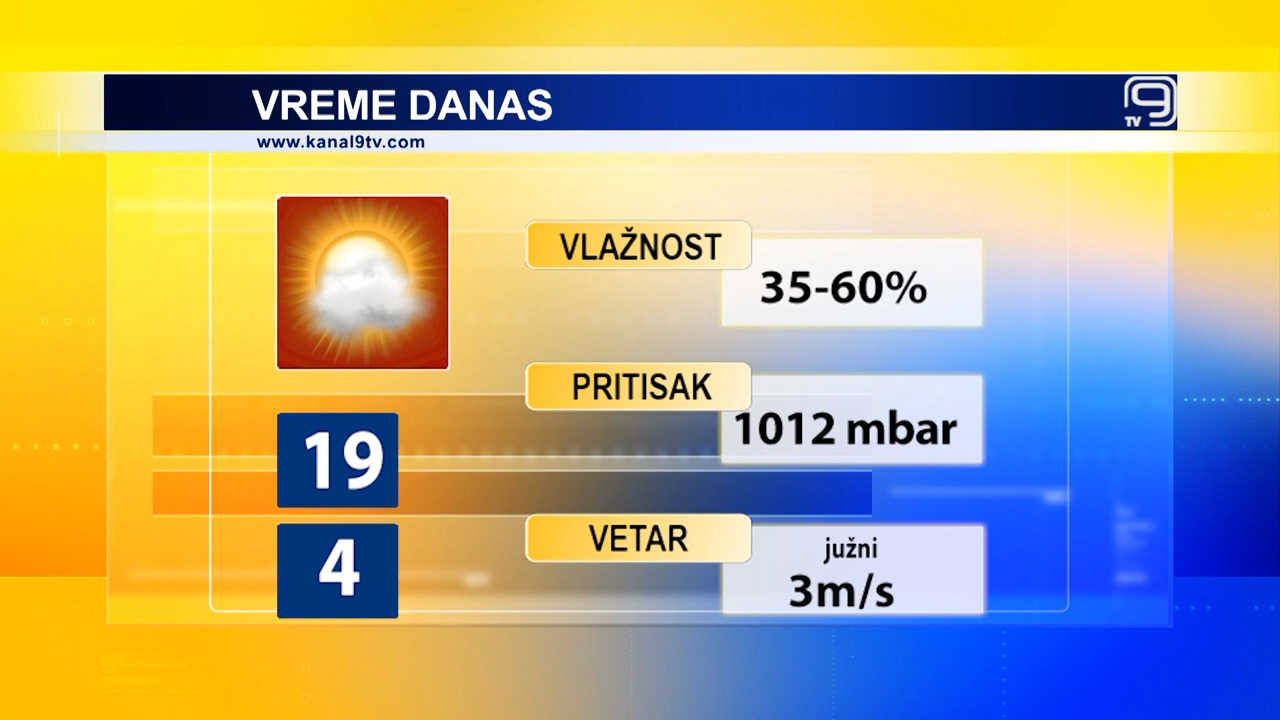 VREME DANAS
TV 9
www.kanal9tv.com
VLAŽNOST
35-60%
PRITISAK
1012 mbar
19
VETAR
južni
3m/s
4